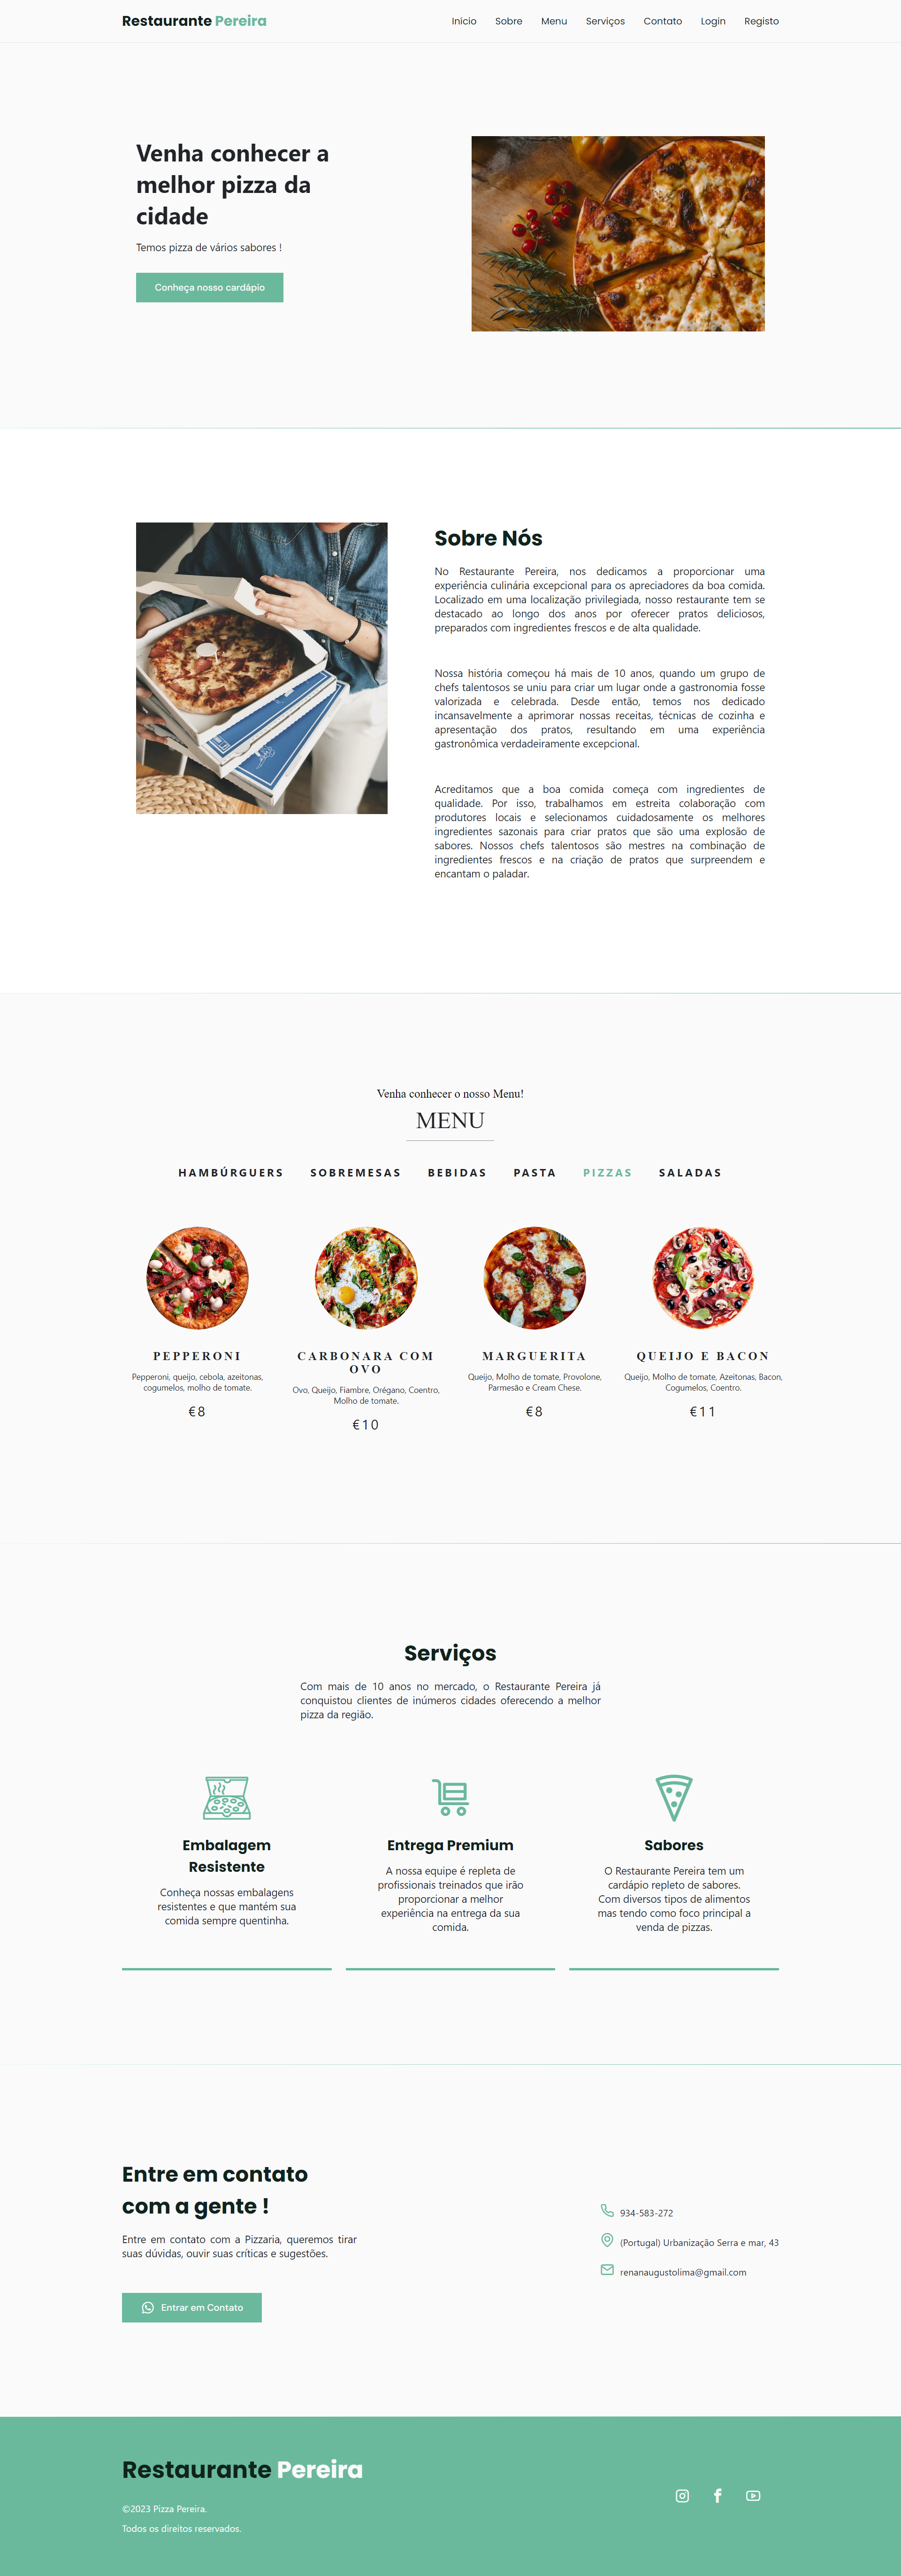 Restaurante Pereira
Início Sobre Menu Serviços Contato Login Registo
Venha conhecer a
melhor pizza da
cidade
Temos pizza de vários sabores !
Conheça nosso cardápio
Sobre Nós
No Restaurante Pereira, nos dedicamos a proporcionar uma
experiência culinária excepcional para os apreciadores da boa comida.
Localizado em uma localização privilegiada, nosso restaurante tem se
destacado ao longo dos anos por oferecer pratos deliciosos,
preparados com ingredientes frescos e de alta qualidade.
Nossa história começou há mais de 10 anos, quando um grupo de
chefs talentosos se uniu para criar um lugar onde a gastronomia fosse
valorizada e celebrada. Desde então, temos nos dedicado
incansavelmente a aprimorar nossas receitas, técnicas de cozinha e
apresentação dos pratos, resultando em uma experiência
gastronômica verdadeiramente excepcional.
Acreditamos que a boa comida começa com ingredientes de
qualidade. Por isso, trabalhamos em estreita colaboração com
produtores locais e selecionamos cuidadosamente os melhores
ingredientes sazonais para criar pratos que são uma explosão de
sabores. Nossos chefs talentosos são mestres na combinação de
ingredientes frescos e na criação de pratos que surpreendem e
encantam o paladar.
Venha conhecer o nosso Menu!
MENU
HAMBÚRGUERS SOBREMESAS BEBIDAS PASTA PIZZAS SALADAS
PEPPERONI
Pepperoni, queijo, cebola, azeitonas,
cogumelos, molho de tomate.
€8
CARBONARA COM
OVO
Ovo, Queijo, Fiambre, Orégano, Coentro,
Molho de tomate.
€10
MARGUERITA
Queijo, Molho de tomate, Provolone,
Parmesão e Cream Chese.
€8
QUEIJO E BACON
Queijo, Molho de tomate, Azeitonas, Bacon,
Cogumelos, Coentro.
€11
Serviços
Com mais de 10 anos no mercado, o Restaurante Pereira já
conquistou clientes de inúmeros cidades oferecendo a melhor
pizza da região.
Embalagem
Resistente
Conheça nossas embalagens
resistentes e que mantém sua
comida sempre quentinha.
Entrega Premium
A nossa equipe é repleta de
profissionais treinados que irão
proporcionar a melhor
experiência na entrega da sua
comida.
Sabores
O Restaurante Pereira tem um
cardápio repleto de sabores.
Com diversos tipos de alimentos
mas tendo como foco principal a
venda de pizzas.
Entre em contato
com a gente !
Entre em contato com a Pizzaria, queremos tirar
suas dúvidas, ouvir suas críticas e sugestões.
Entrar em Contato
934-583-272
(Portugal) Urbanização Serra e mar, 43
renanaugustolima@gmail.com
Restaurante Pereira
©2023 Pizza Pereira.
Todos os direitos reservados.